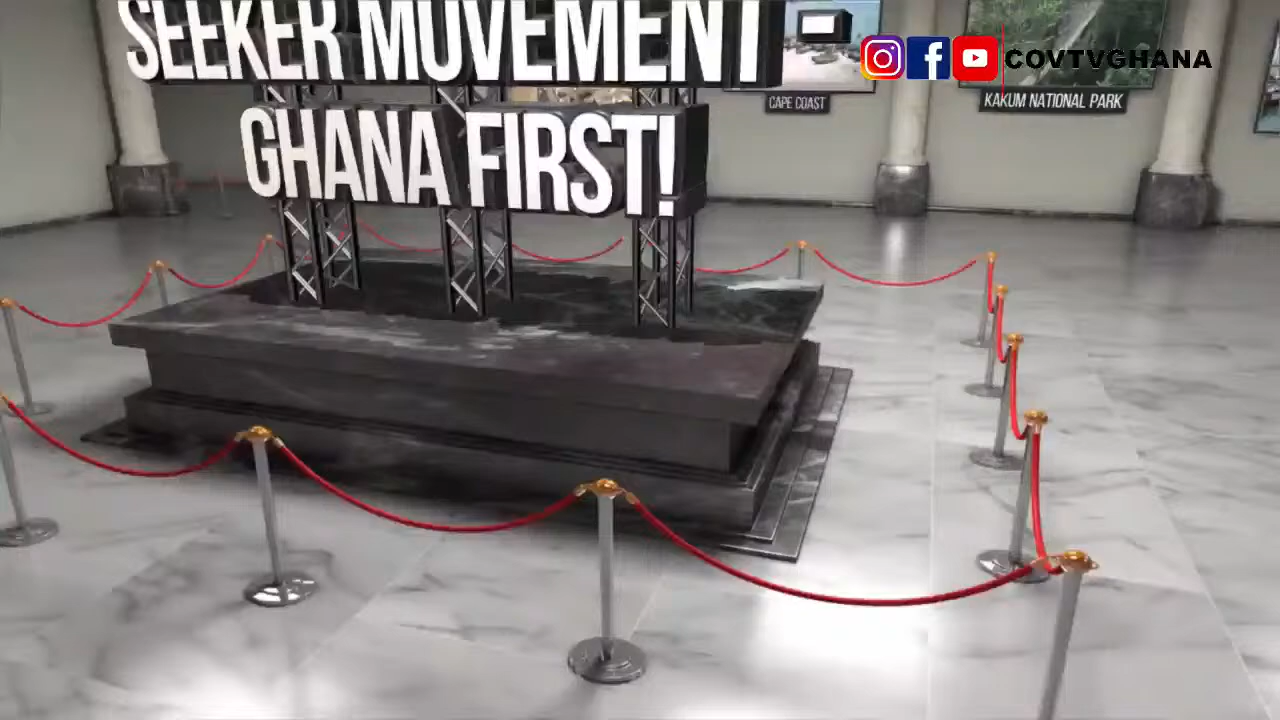 SEEKER MOVEMENT
GHANA FIRST!
COVTVGHANA
CAPE COAST
KAKUM NATIONAL PARK